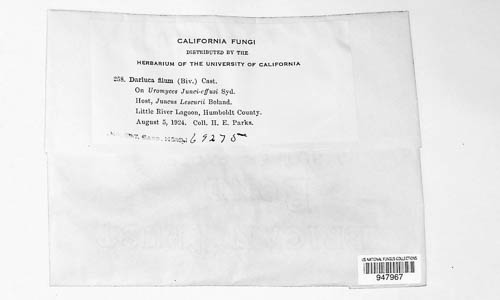 CALIFORNIA FUNGI
DISTRIBUTED BY THE
HERBARIUM OF THE UNIVERSITY OF CALIFORNIA
258. Darluca filum (Biv.) Cast.
On Uromyces Junci-effusi Syd.
Host, Juncus Lescurii Boland.
Little River Lagoon, Humboldt County.
August 5, 1924. Coll. H. E. Parks.
69275
US NATIONAL FUNGUS COLLECTIONS
947967